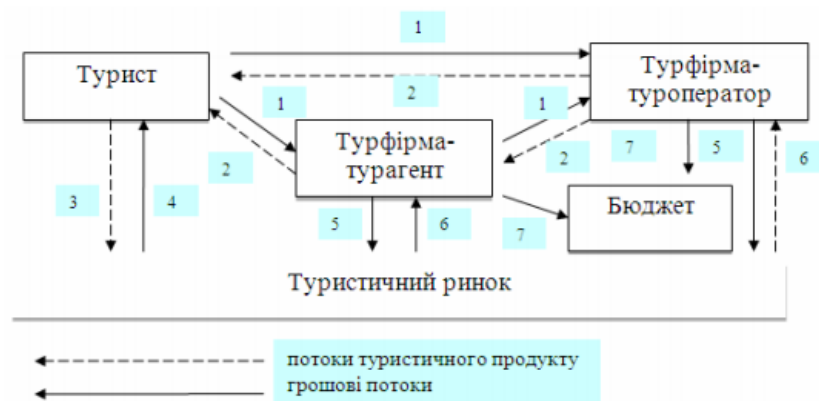 1
Турист
Турфірма-
туроператор
2
1
1
Турфірма-
турагент
2
2
7
5
6
3
4
5
6
7
Бюджет
Туристичний ринок
потоки туристичного продукту
грошові потоки